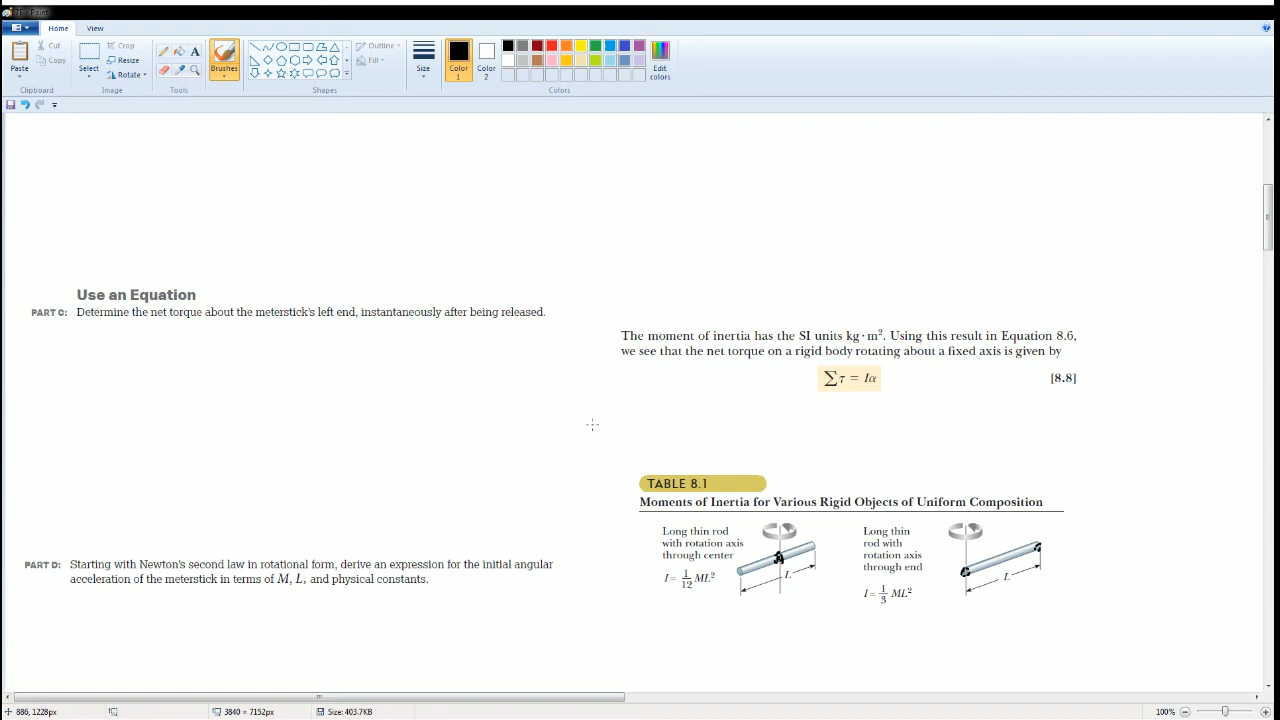 7E - Paint
Home
View
Paste
Cut
Copy
Clipboard
Select
Crop
Resize
Rotate
Image
A
Tools
Brushes
Outline
Fill
Shapes
Size
Color 1
Color 2
Edit colors
Colors
Use an Equation
PART C: Determine the net torque about the meterstick's left end, instantaneously after being released.
The moment of inertia has the SI units kg · m². Using this result in Equation 8.6,
we see that the net torque on a rigid body rotating about a fixed axis is given by
∑τ = Iα [8.8]
TABLE 8.1
Moments of Inertia for Various Rigid Objects of Uniform Composition
Long thin rod
with rotation axis
through center
I = 1/12 ML²
L
Long thin
rod with
rotation axis
through end
I = 1/3 ML²
L
PART D: Starting with Newton's second law in rotational form, derive an expression for the initial angular
acceleration of the meterstick in terms of M, L, and physical constants.
886, 1228px
3840 × 7152px
Size: 403.7KB
100%